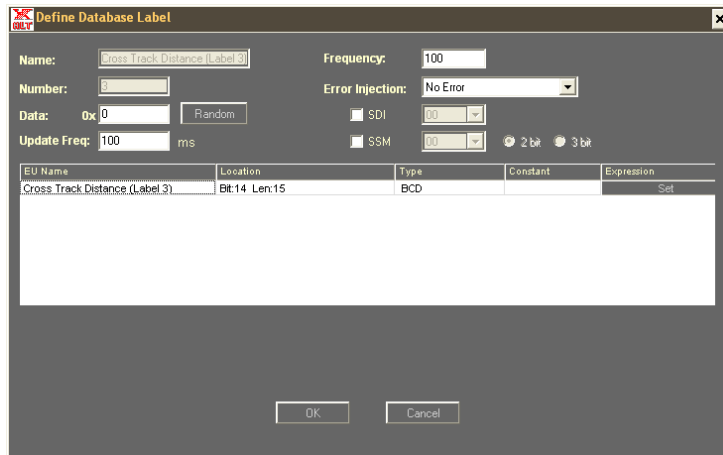 Define Database Label
Name: Cross Track Distance (Label 3) Frequency: 100
Number: 3 Error Injection: No Error
Data: 0x 0 Random SDI 00
Update Freq: 100 ms SSM 00 2 bit 3 bit
EU Name Location Type Constant Expression
Cross Track Distance (Label 3) Bit:14 Len:15 BCD Set
OK Cancel